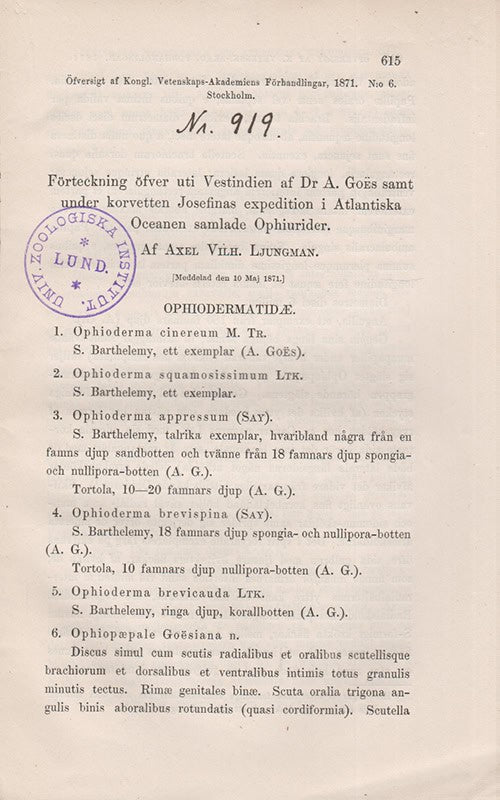 615
Öfversigt af Kongl. Vetenskaps-Akademiens Förhandlingar, 1871. N:o 6.
Stockholm.
Nr. 919.
Förteckning öfver uti Vestindien af Dr A. Goës samt
under korvetten Josefinas expedition i Atlantiska
Oceanen samlade Ophiurider.
Af Axel Vilh. Ljungman.
[Meddelad den 10 Maj 1871.]
UNIV. ZOOLOGISKA INSTITUT.
LUND.
OPHIODERMATIDÆ.
1. Ophioderma cinereum M. Tr.
S. Barthelemy, ett exemplar (A. Goës).
2. Ophioderma squamosissimum Ltk.
S. Barthelemy, ett exemplar.
3. Ophioderma appressum (Say).
S. Barthelemy, talrika exemplar, hvaribland några från en
famns djup sandbotten och tvänne från 18 famnars djup spongia-
och nullipora-botten (A. G.).
Tortola, 10—20 famnars djup (A. G.).
4. Ophioderma brevispina (Say).
S. Barthelemy, 18 famnars djup spongia- och nullipora-botten
(A. G.).
Tortola, 10 famnars djup nullipora-botten (A. G.).
5. Ophioderma brevicauda Ltk.
S. Barthelemy, ringa djup, korallbotten (A. G.).
6. Ophiopæpale Goësiana n.
Discus simul cum scutis radialibus et oralibus scutellisque
brachiorum et dorsalibus et ventralibus intimis totus granulis
minutis tectus. Rimæ genitales binæ. Scuta oralia trigona an-
gulis binis aboralibus rotundatis (quasi cordiformia). Scutella